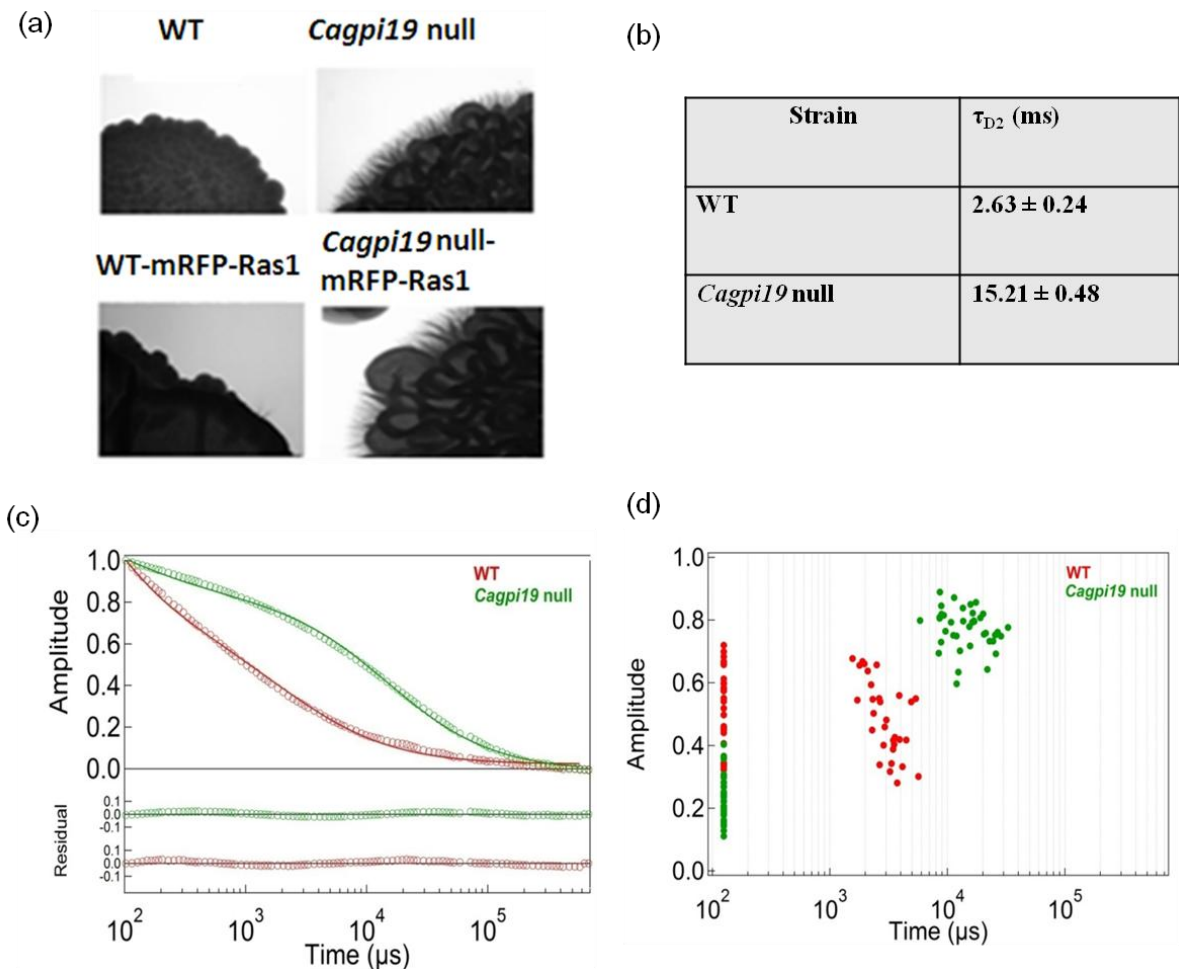 (a)
WT
Cagpi19 null
WT-mRFP-Ras1
Cagpi19 null-
mRFP-Ras1
(b)
Strain
τD2 (ms)
WT
2.63 ± 0.24
Cagpi19 null
15.21 ± 0.48
(c)
WT
Cagpi19 null
Amplitude
1.0
0.8
0.6
0.4
0.2
0.0
Residual
0.1
0.0
-0.1
0.1
0.0
-0.1
10² 10³ 10⁴ 10⁵
Time (µs)
(d)
WT
Cagpi19 null
Amplitude
1.0
0.8
0.6
0.4
0.2
0.0
10² 10³ 10⁴ 10⁵
Time (µs)